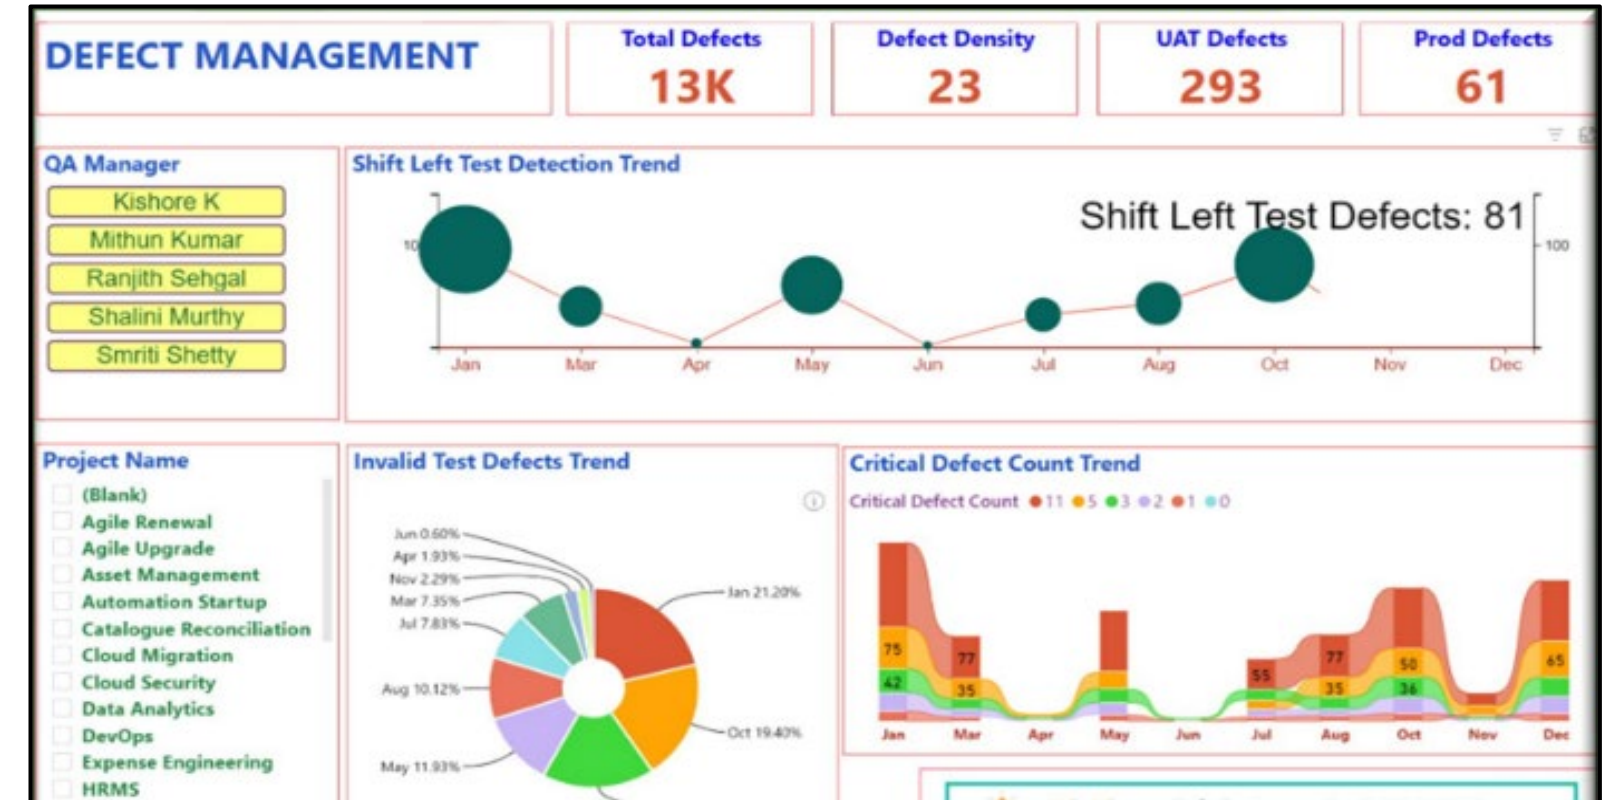 DEFECT MANAGEMENT
Total Defects
13K
Defect Density
23
UAT Defects
293
Prod Defects
61
QA Manager
Kishore K
Mithun Kumar
Ranjith Sehgal
Shalini Murthy
Smriti Shetty
Shift Left Test Detection Trend
Shift Left Test Defects: 81
10
100
Jan Mar Apr May Jun Jul Aug Oct Nov Dec
Project Name
(Blank)
Agile Renewal
Agile Upgrade
Asset Management
Automation Startup
Catalogue Reconciliation
Cloud Migration
Cloud Security
Data Analytics
DevOps
Expense Engineering
HRMS
Invalid Test Defects Trend
Jun 0.60%
Apr 1.93%
Nov 2.29%
Mar 7.35%
Jul 7.83%
Aug 10.12%
May 11.93%
Jan 21.20%
Oct 19.40%
Critical Defect Count Trend
Critical Defect Count 11 5 3 2 1 0
75 42
77 35
55
77 35
50 36
65
Jan Mar Apr May Jun Jul Aug Oct Nov Dec